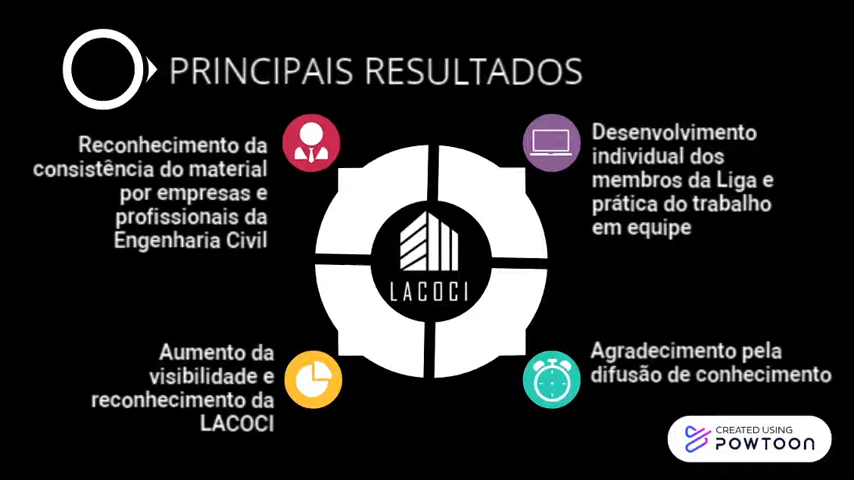 PRINCIPAIS RESULTADOS
Reconhecimento da
consistência do material
por empresas e
profissionais da
Engenharia Civil
Desenvolvimento
individual dos
membros da Liga e
prática do trabalho
em equipe
LACOCI
Aumento da
visibilidade e
reconhecimento da
LACOCI
Agradecimento pela
difusão de conhecimento
CREATED USING
POWTOON